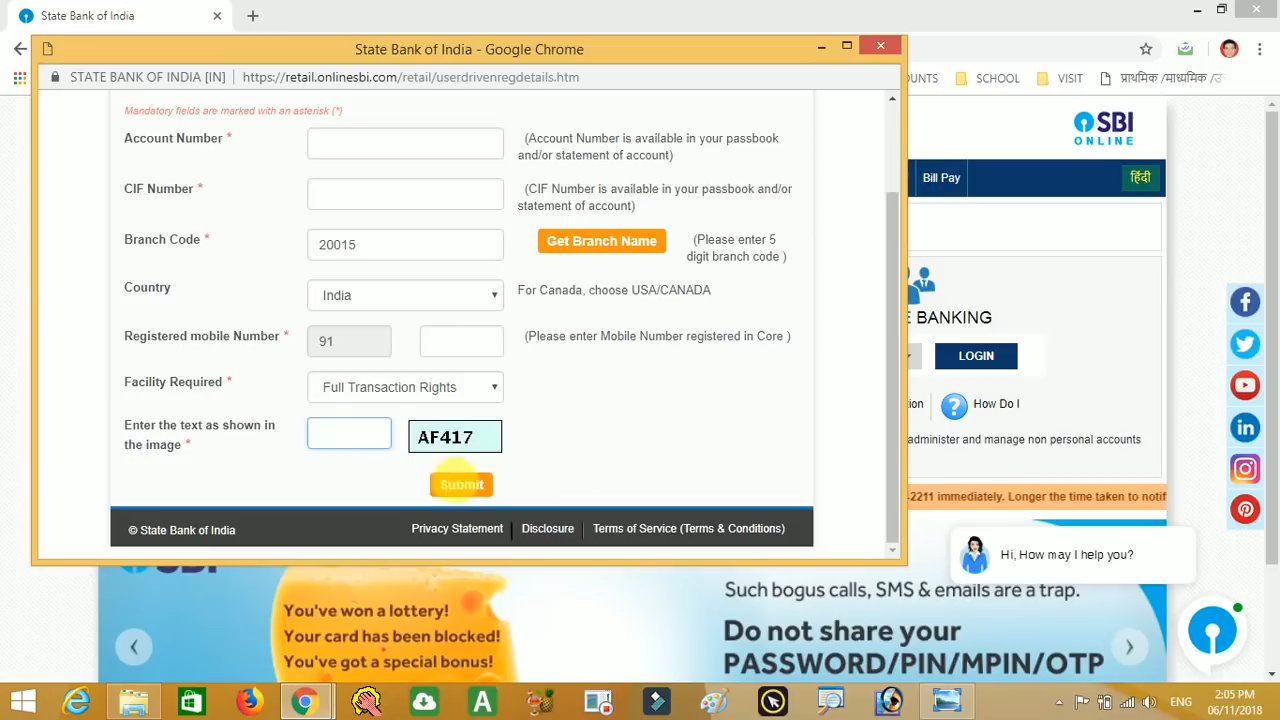 State Bank of India
State Bank of India - Google Chrome
STATE BANK OF INDIA [IN]
https://retail.onlinesbi.com/retail/userdrivenregdetails.htm
OUNTS
SCHOOL
VISIT
प्राथमिक /माध्यमिक /उ
Mandatory fields are marked with an asterisk (*)
Account Number *
(Account Number is available in your passbook
and/or statement of account)
CIF Number *
(CIF Number is available in your passbook and/or
statement of account)
Branch Code *
20015
Get Branch Name
(Please enter 5
digit branch code )
Country
India
For Canada, choose USA/CANADA
Registered mobile Number *
91
(Please enter Mobile Number registered in Core )
Facility Required *
Full Transaction Rights
Enter the text as shown in
the image *
AF417
Submit
© State Bank of India
Privacy Statement
Disclosure
Terms of Service (Terms & Conditions)
SBI
ONLINE
Bill Pay
हिंदी
E BANKING
LOGIN
tion
How Do I
administer and manage non personal accounts
-2211 immediately. Longer the time taken to notif
Hi, How may I help you?
SBI
You've won a lottery!
Your card has been blocked!
You've got a special bonus!
Such bogus calls, SMS & emails are a trap.
Do not share your
PASSWORD/PIN/MPIN/OTP
ENG
2:05 PM
06/11/2018